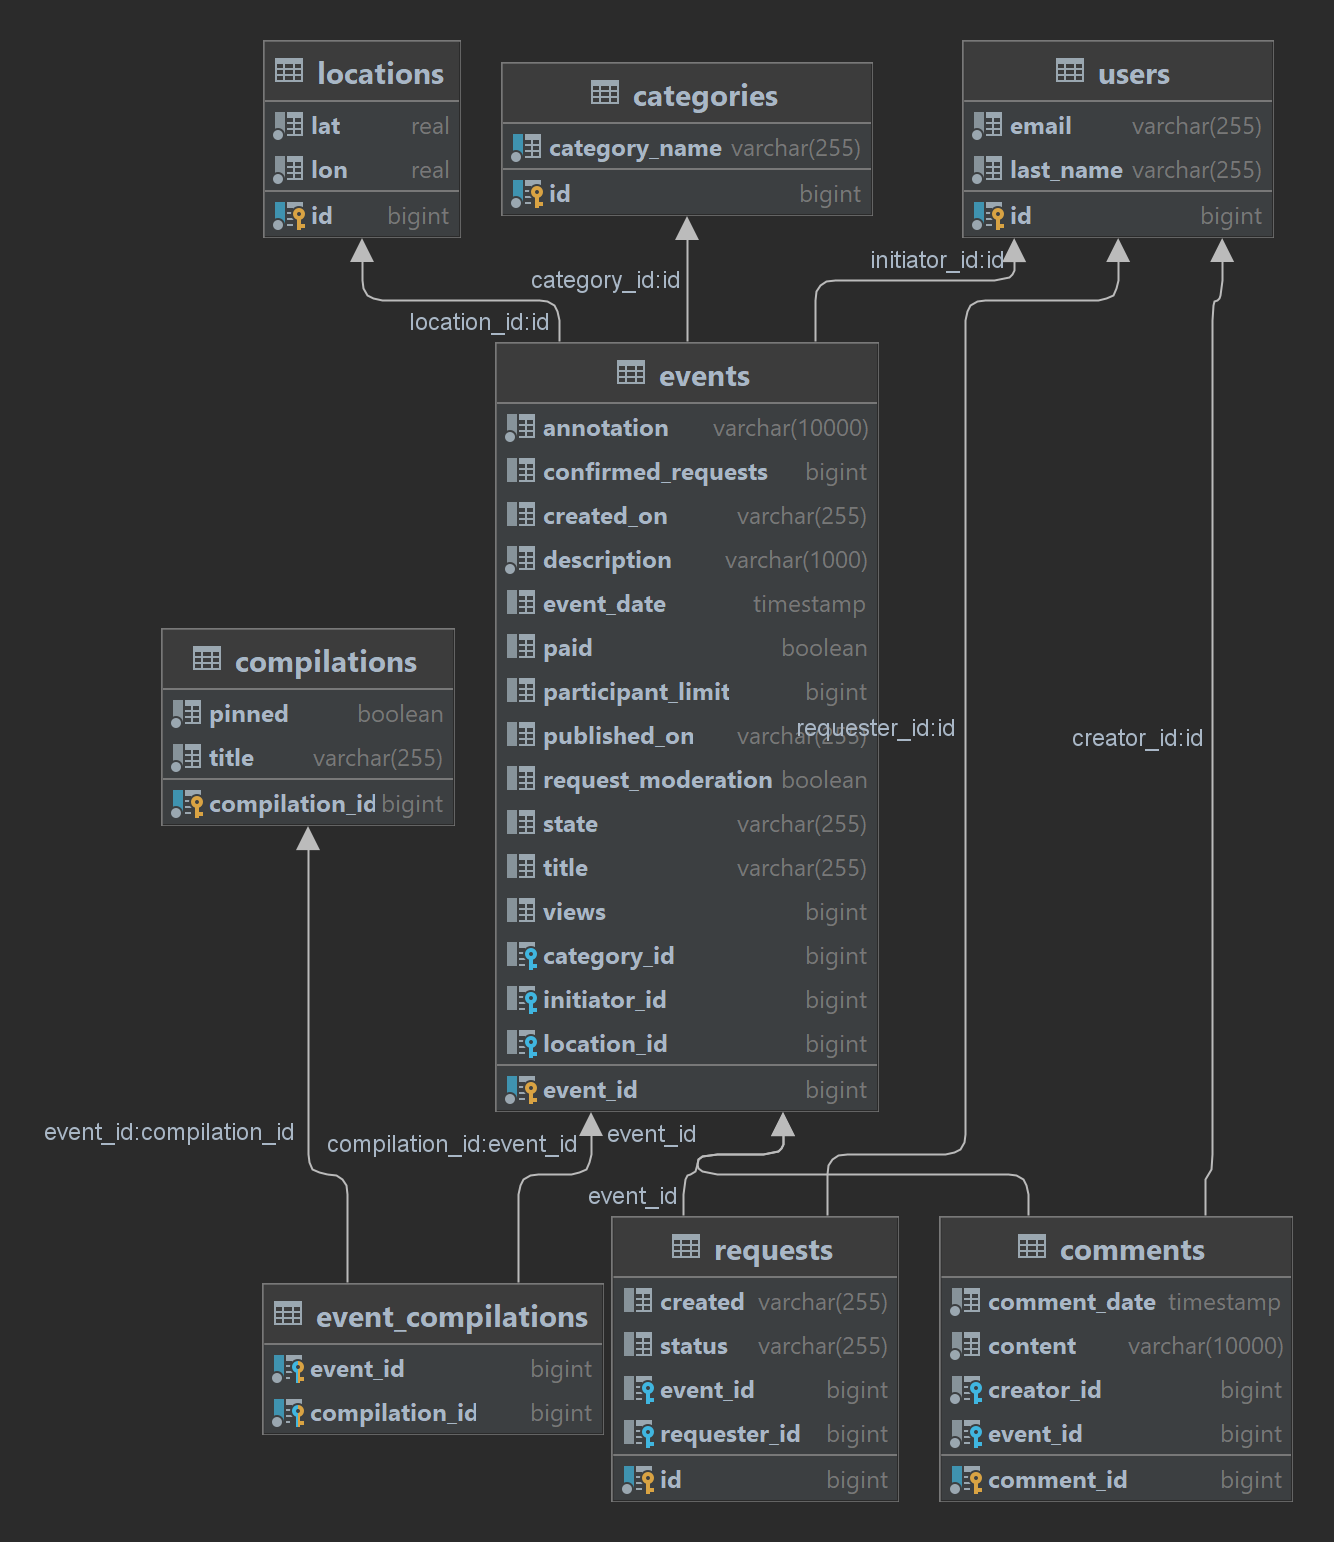 locations
lat real
lon real
id bigint
categories
category_name varchar(255)
id bigint
users
email varchar(255)
last_name varchar(255)
id bigint
location_id:id
category_id:id
initiator_id:id
events
annotation varchar(10000)
confirmed_requests bigint
created_on varchar(255)
description varchar(1000)
event_date timestamp
paid boolean
participant_limit bigint
published_on varchar(255)
request_moderation boolean
state varchar(255)
title varchar(255)
views bigint
category_id bigint
initiator_id bigint
location_id bigint
event_id bigint
requester_id:id
creator_id:id
compilations
pinned boolean
title varchar(255)
compilation_id bigint
event_id:compilation_id
compilation_id:event_id
event_id
event_id
event_compilations
event_id bigint
compilation_id bigint
requests
created varchar(255)
status varchar(255)
event_id bigint
requester_id bigint
id bigint
comments
comment_date timestamp
content varchar(10000)
creator_id bigint
event_id bigint
comment_id bigint